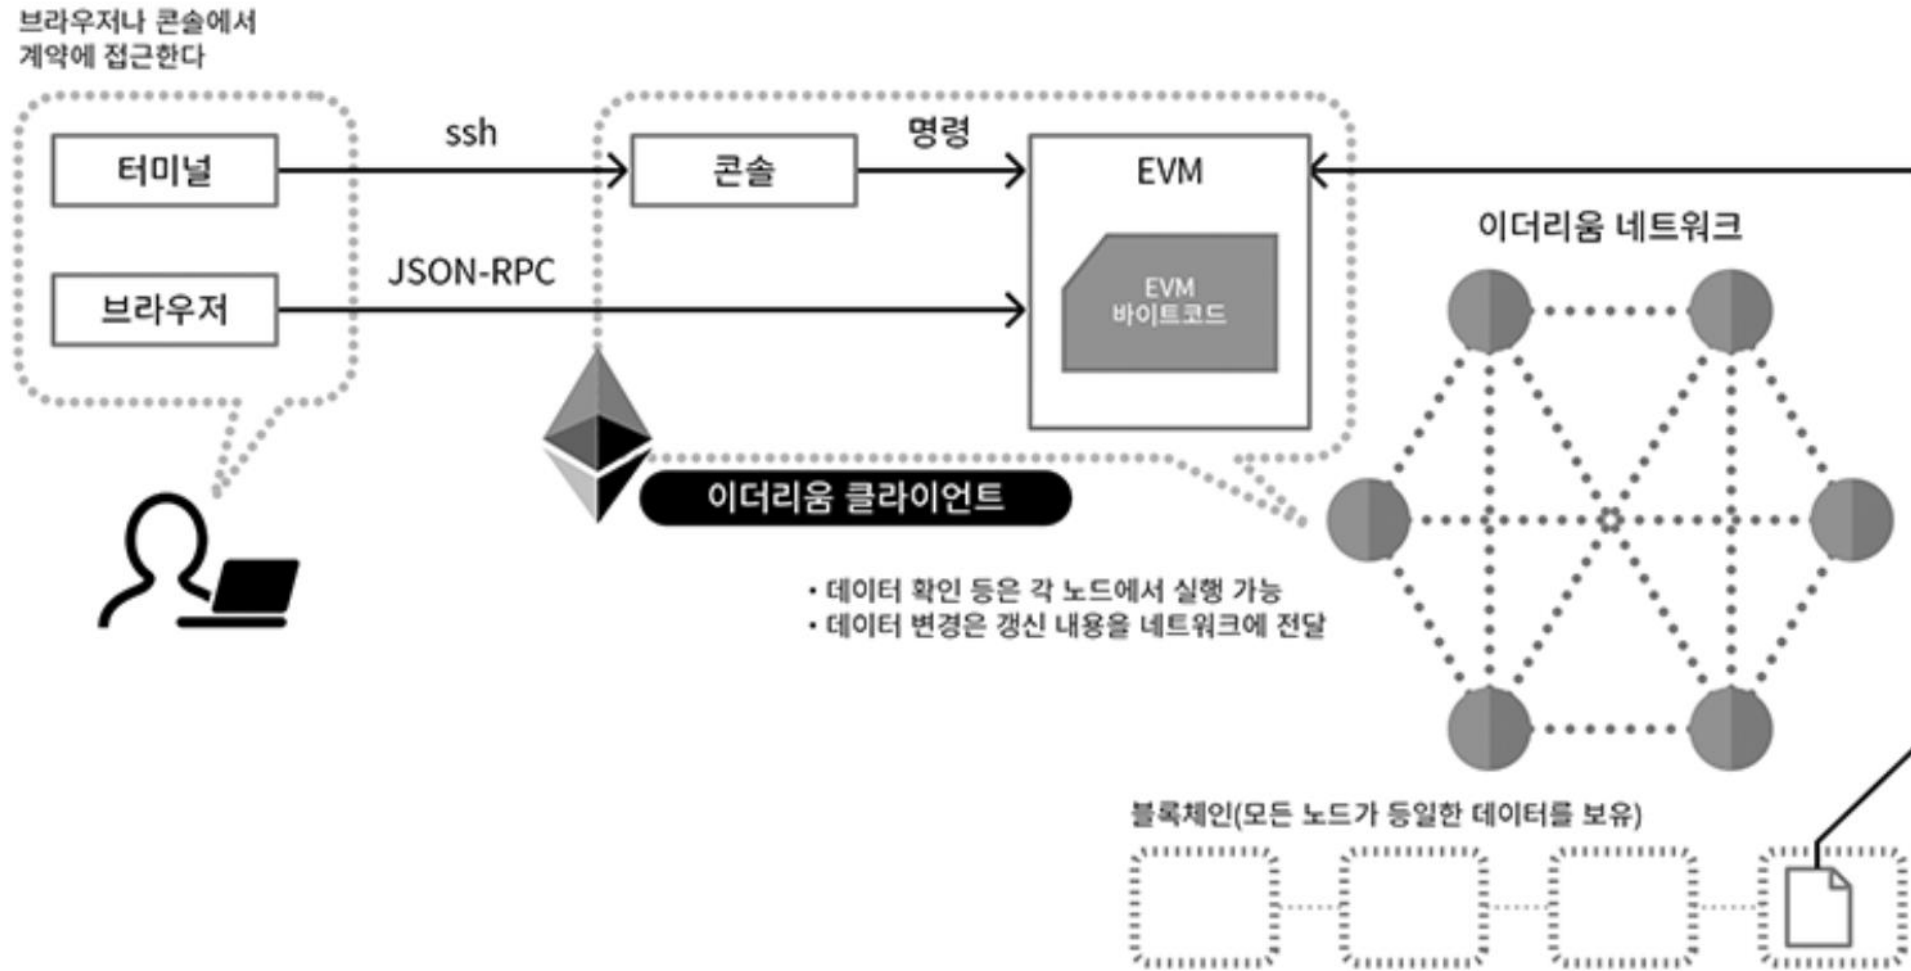 브라우저나 콘솔에서
계약에 접근한다
터미널
ssh
콘솔
명령
EVM
브라우저
JSON-RPC
EVM
바이트코드
이더리움 네트워크
이더리움 클라이언트
• 데이터 확인 등은 각 노드에서 실행 가능
• 데이터 변경은 갱신 내용을 네트워크에 전달
블록체인(모든 노드가 등일한 데이터를 보유)